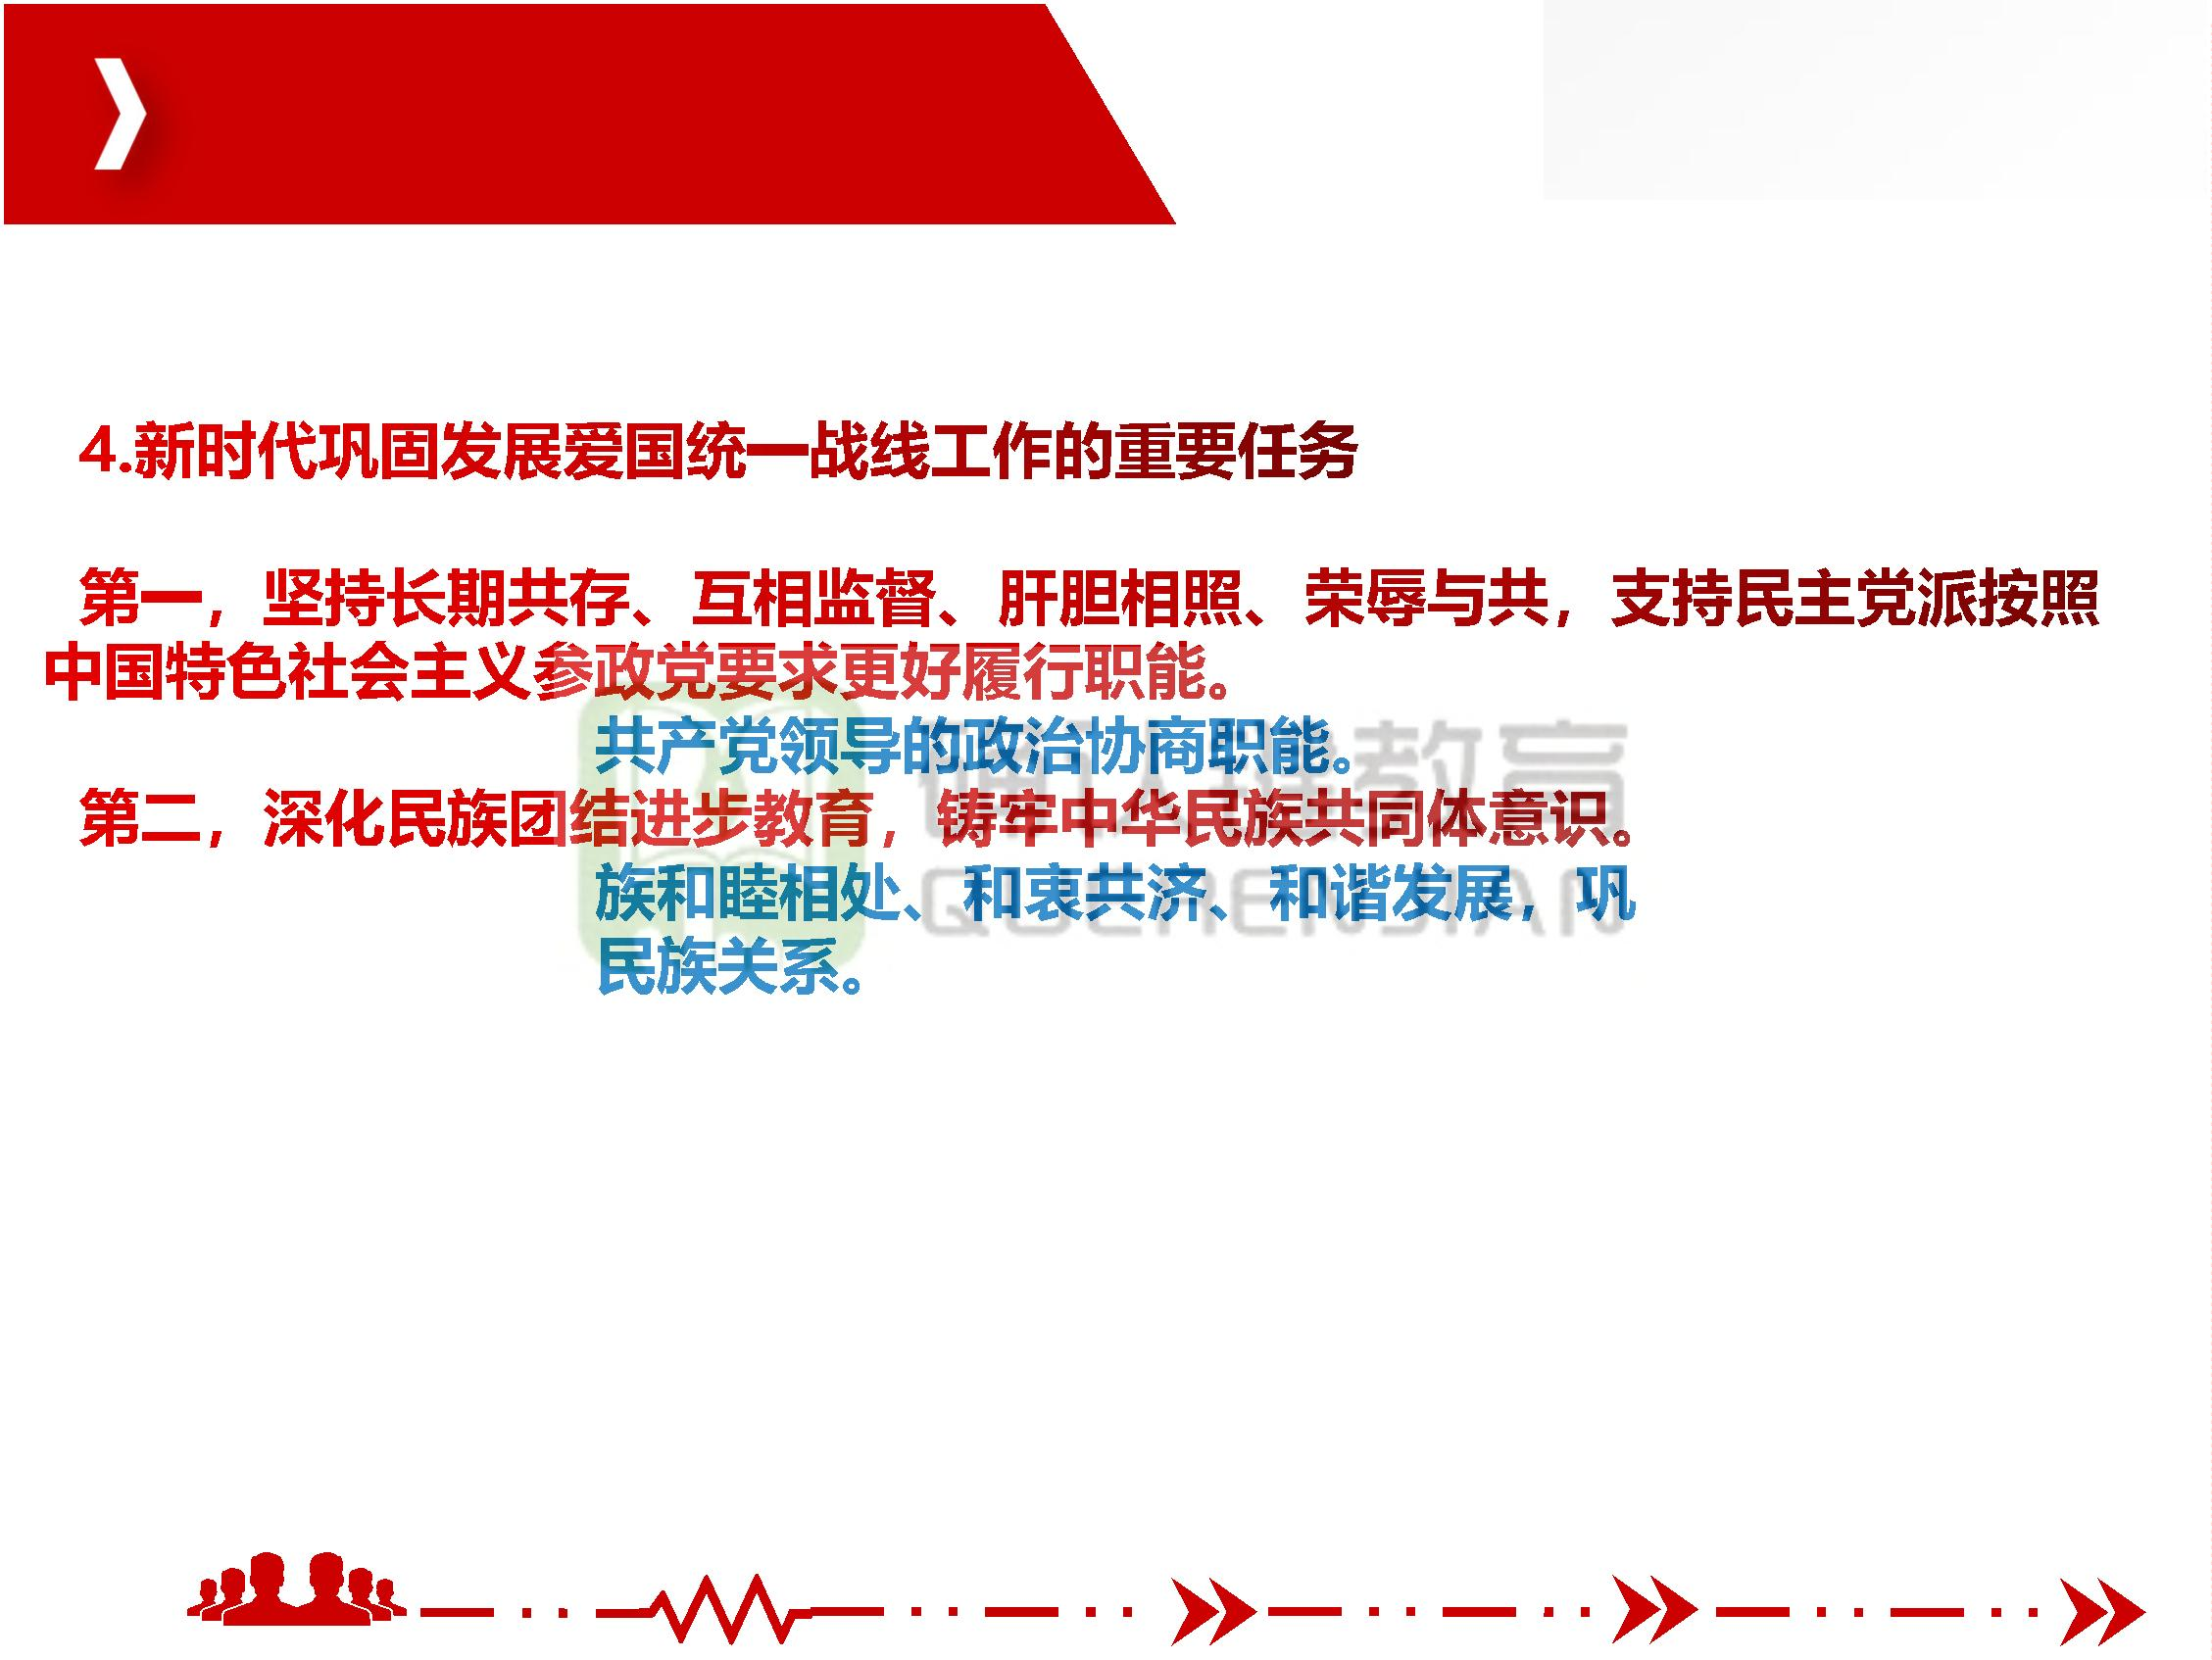 4.新时代巩固发展爱国统一战线工作的重要任务
第一，坚持长期共存、互相监督、肝胆相照、荣辱与共，支持民主党派按照
中国特色社会主义参政党要求更好履行职能。
共产党领导的政治协商职能。
第二，深化民族团结进步教育，铸牢中华民族共同体意识。
族和睦相处、和衷共济、和谐发展，巩
民族关系。
教育